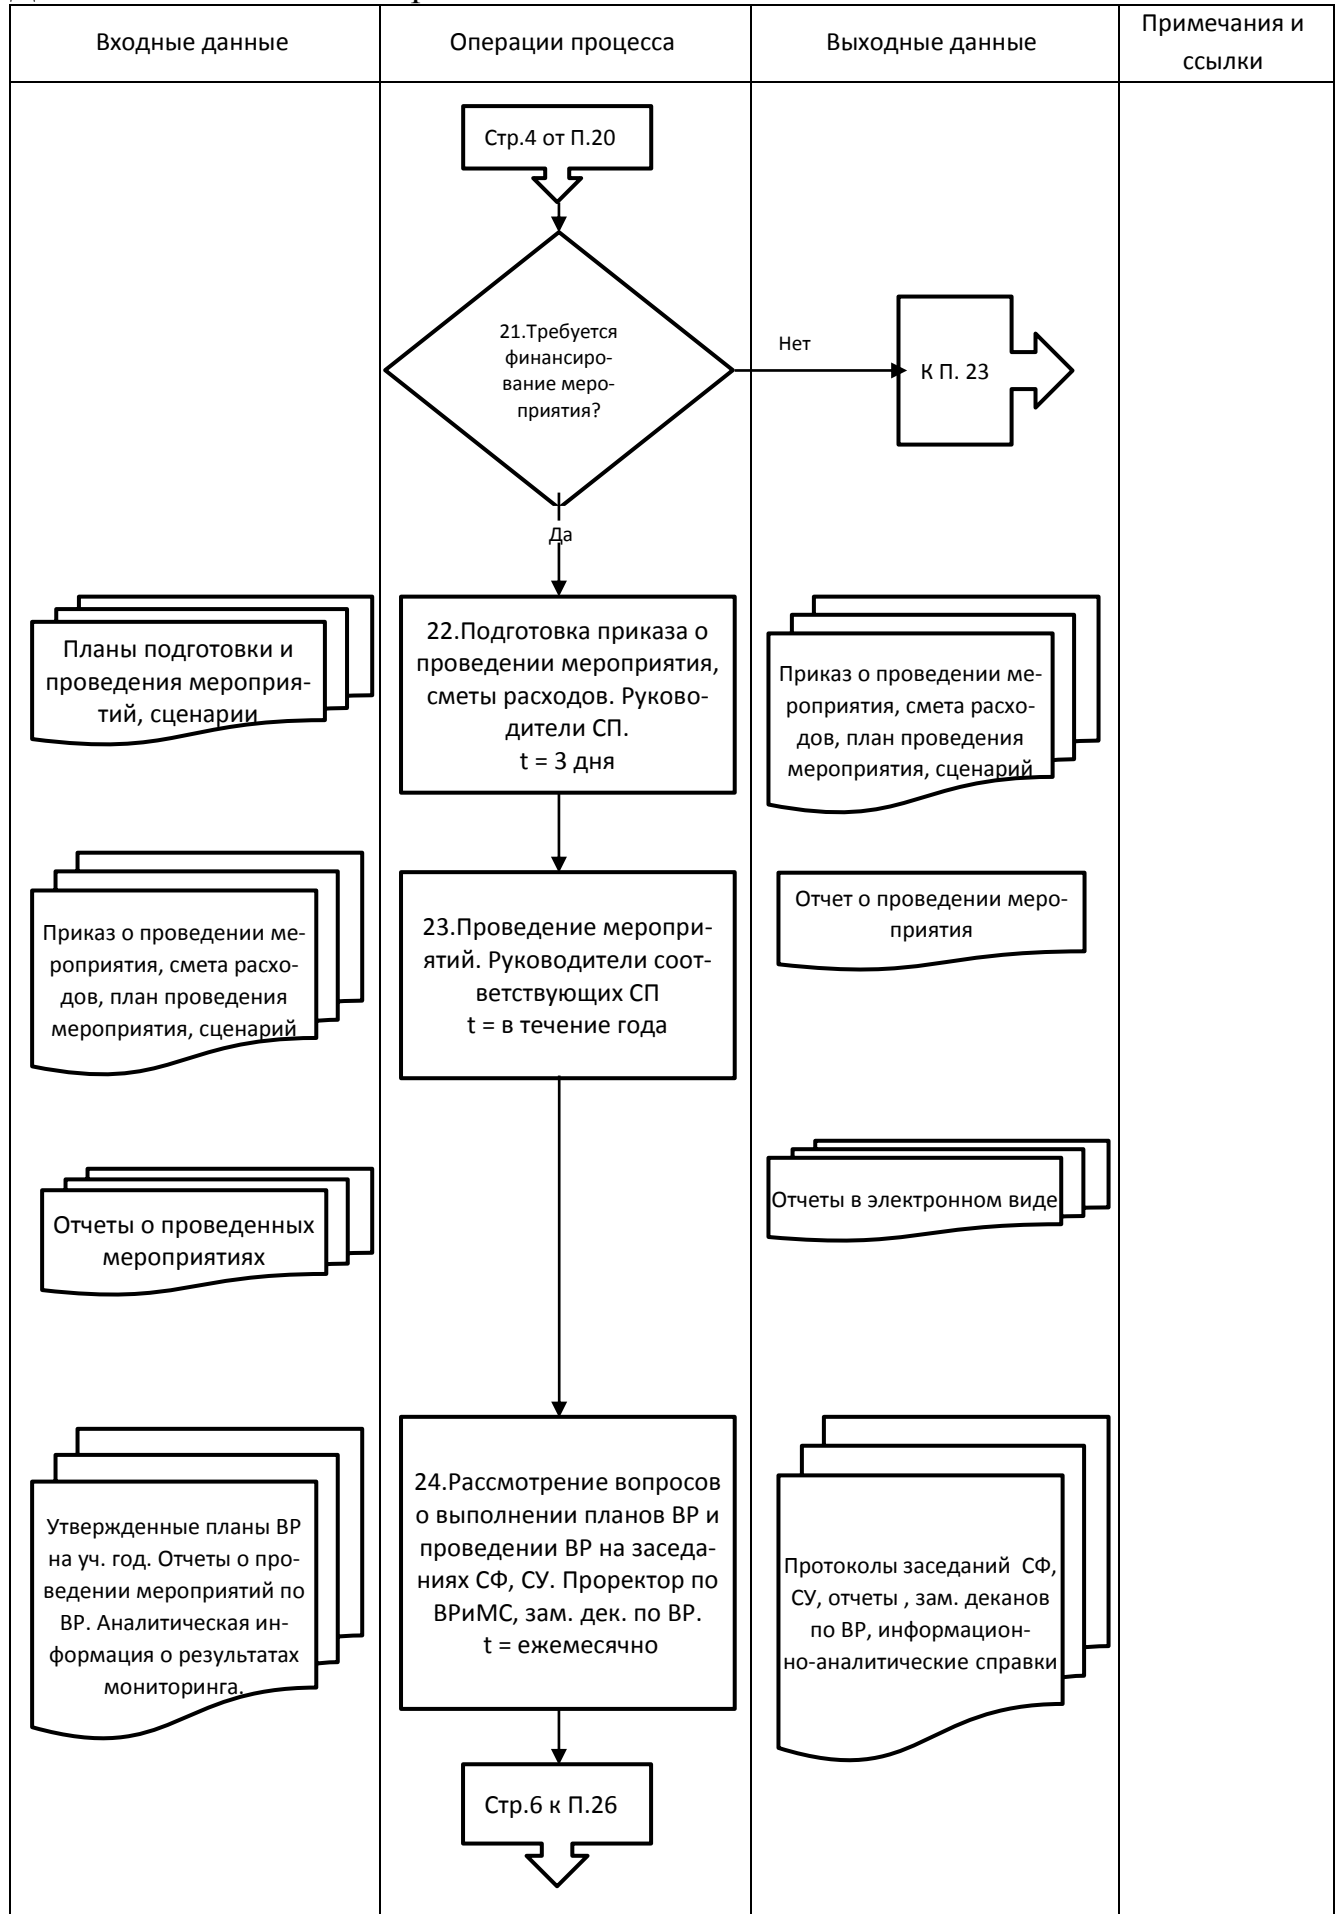 Входные данные
Операции процесса
Выходные данные
Примечания и
ссылки
Стр.4 от П.20
21.Требуется
финансиро-
вание меро-
приятия?
Нет
К П. 23
Да
Планы подготовки и
проведения мероприя-
тий, сценарии
22.Подготовка приказа о
проведении мероприятия,
сметы расходов. Руково-
дители СП.
t = 3 дня
Приказ о проведении ме-
роприятия, смета расхо-
дов, план проведения
мероприятия, сценарий
Приказ о проведении ме-
роприятия, смета расхо-
дов, план проведения
мероприятия, сценарий
23.Проведение меропри-
ятий. Руководители соот-
ветствующих СП
t = в течение года
Отчет о проведении меро-
приятия
Отчеты о проведенных
мероприятиях
Отчеты в электронном виде
Утвержденные планы ВР
на уч. год. Отчеты о про-
ведении мероприятий по
ВР. Аналитическая ин-
формация о результатах
мониторинга.
24.Рассмотрение вопросов
о выполнении планов ВР и
проведении ВР на заседа-
ниях СФ, СУ. Проректор по
ВРиМС, зам. дек. по ВР.
t = ежемесячно
Протоколы заседаний  СФ,
СУ, отчеты , зам. деканов
по ВР, информацион-
но-аналитические справки
Стр.6 к П.26